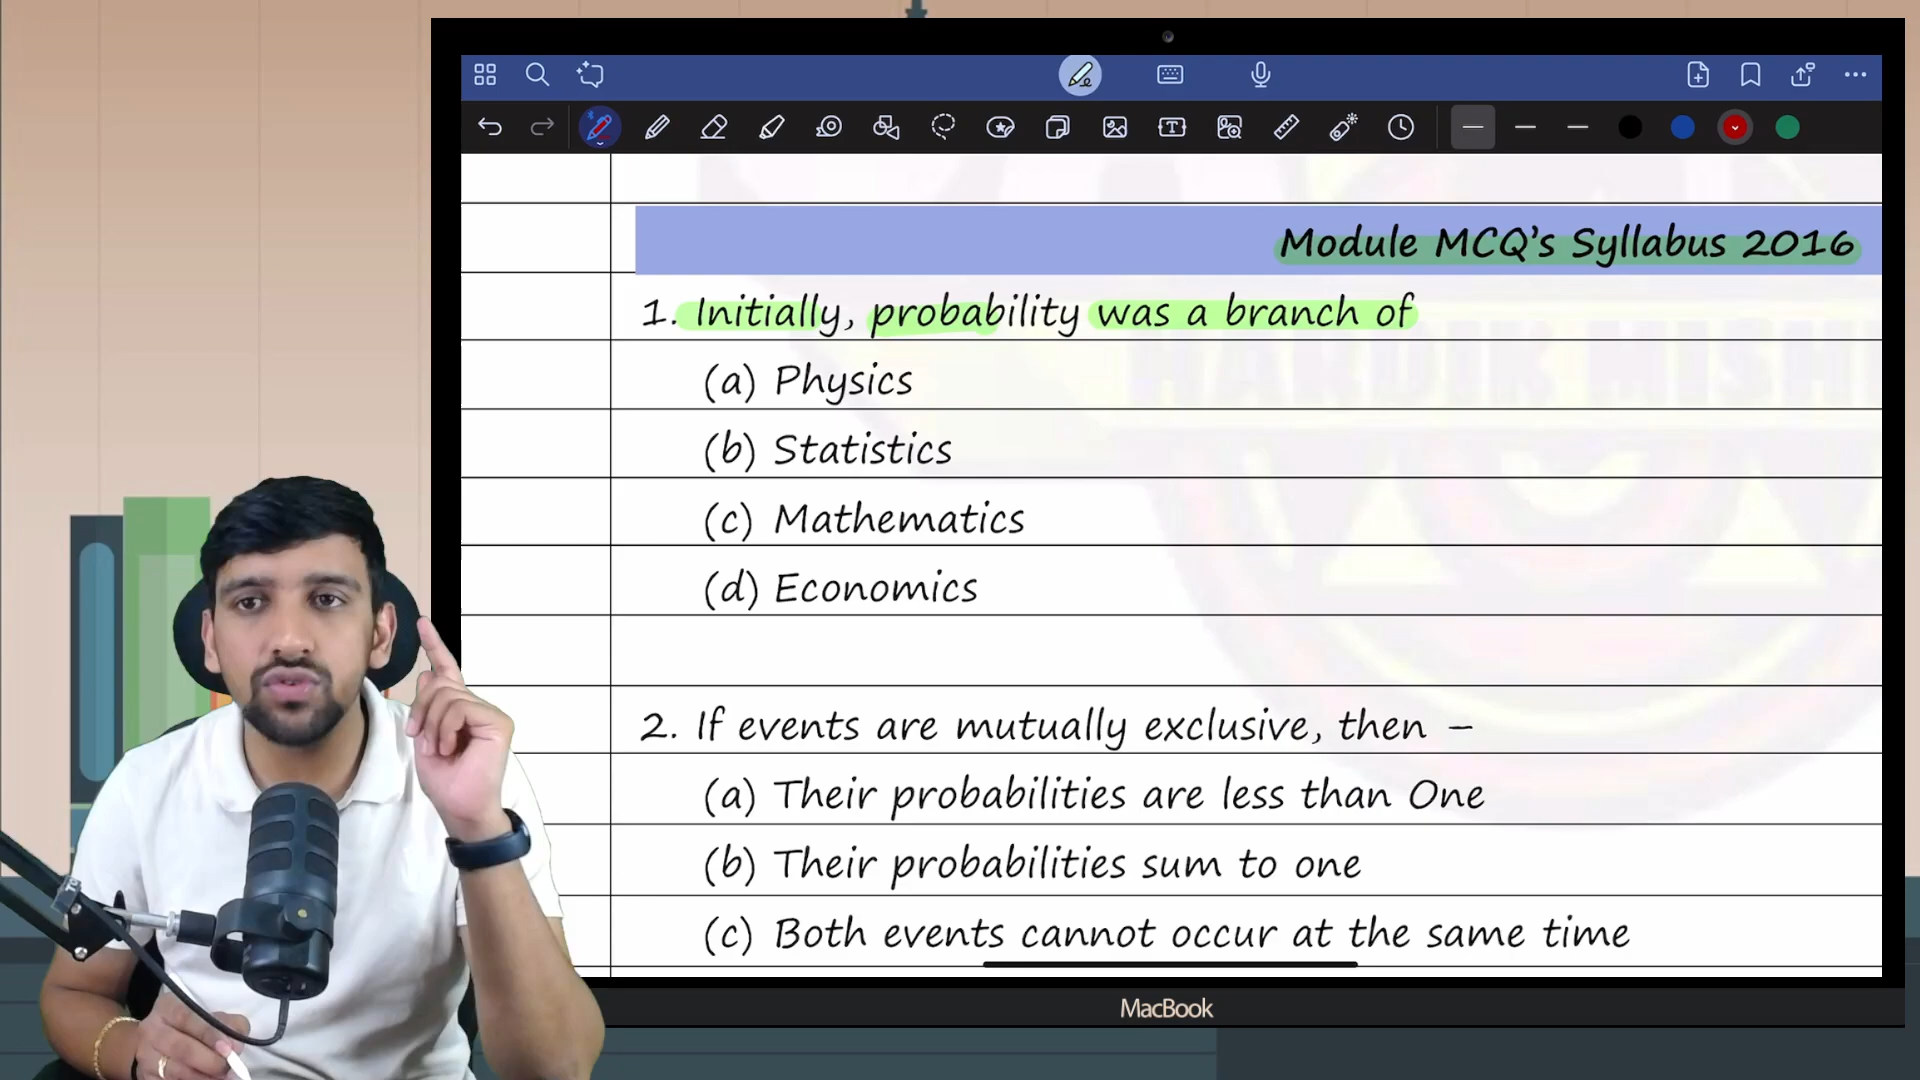 Module MCQ's Syllabus 2016
1. Initially, probability was a branch of
(a) Physics
(b) Statistics
(c) Mathematics
(d) Economics
2. If events are mutually exclusive, then –
(a) Their probabilities are less than One
(b) Their probabilities sum to one
(c) Both events cannot occur at the same time
MacBook